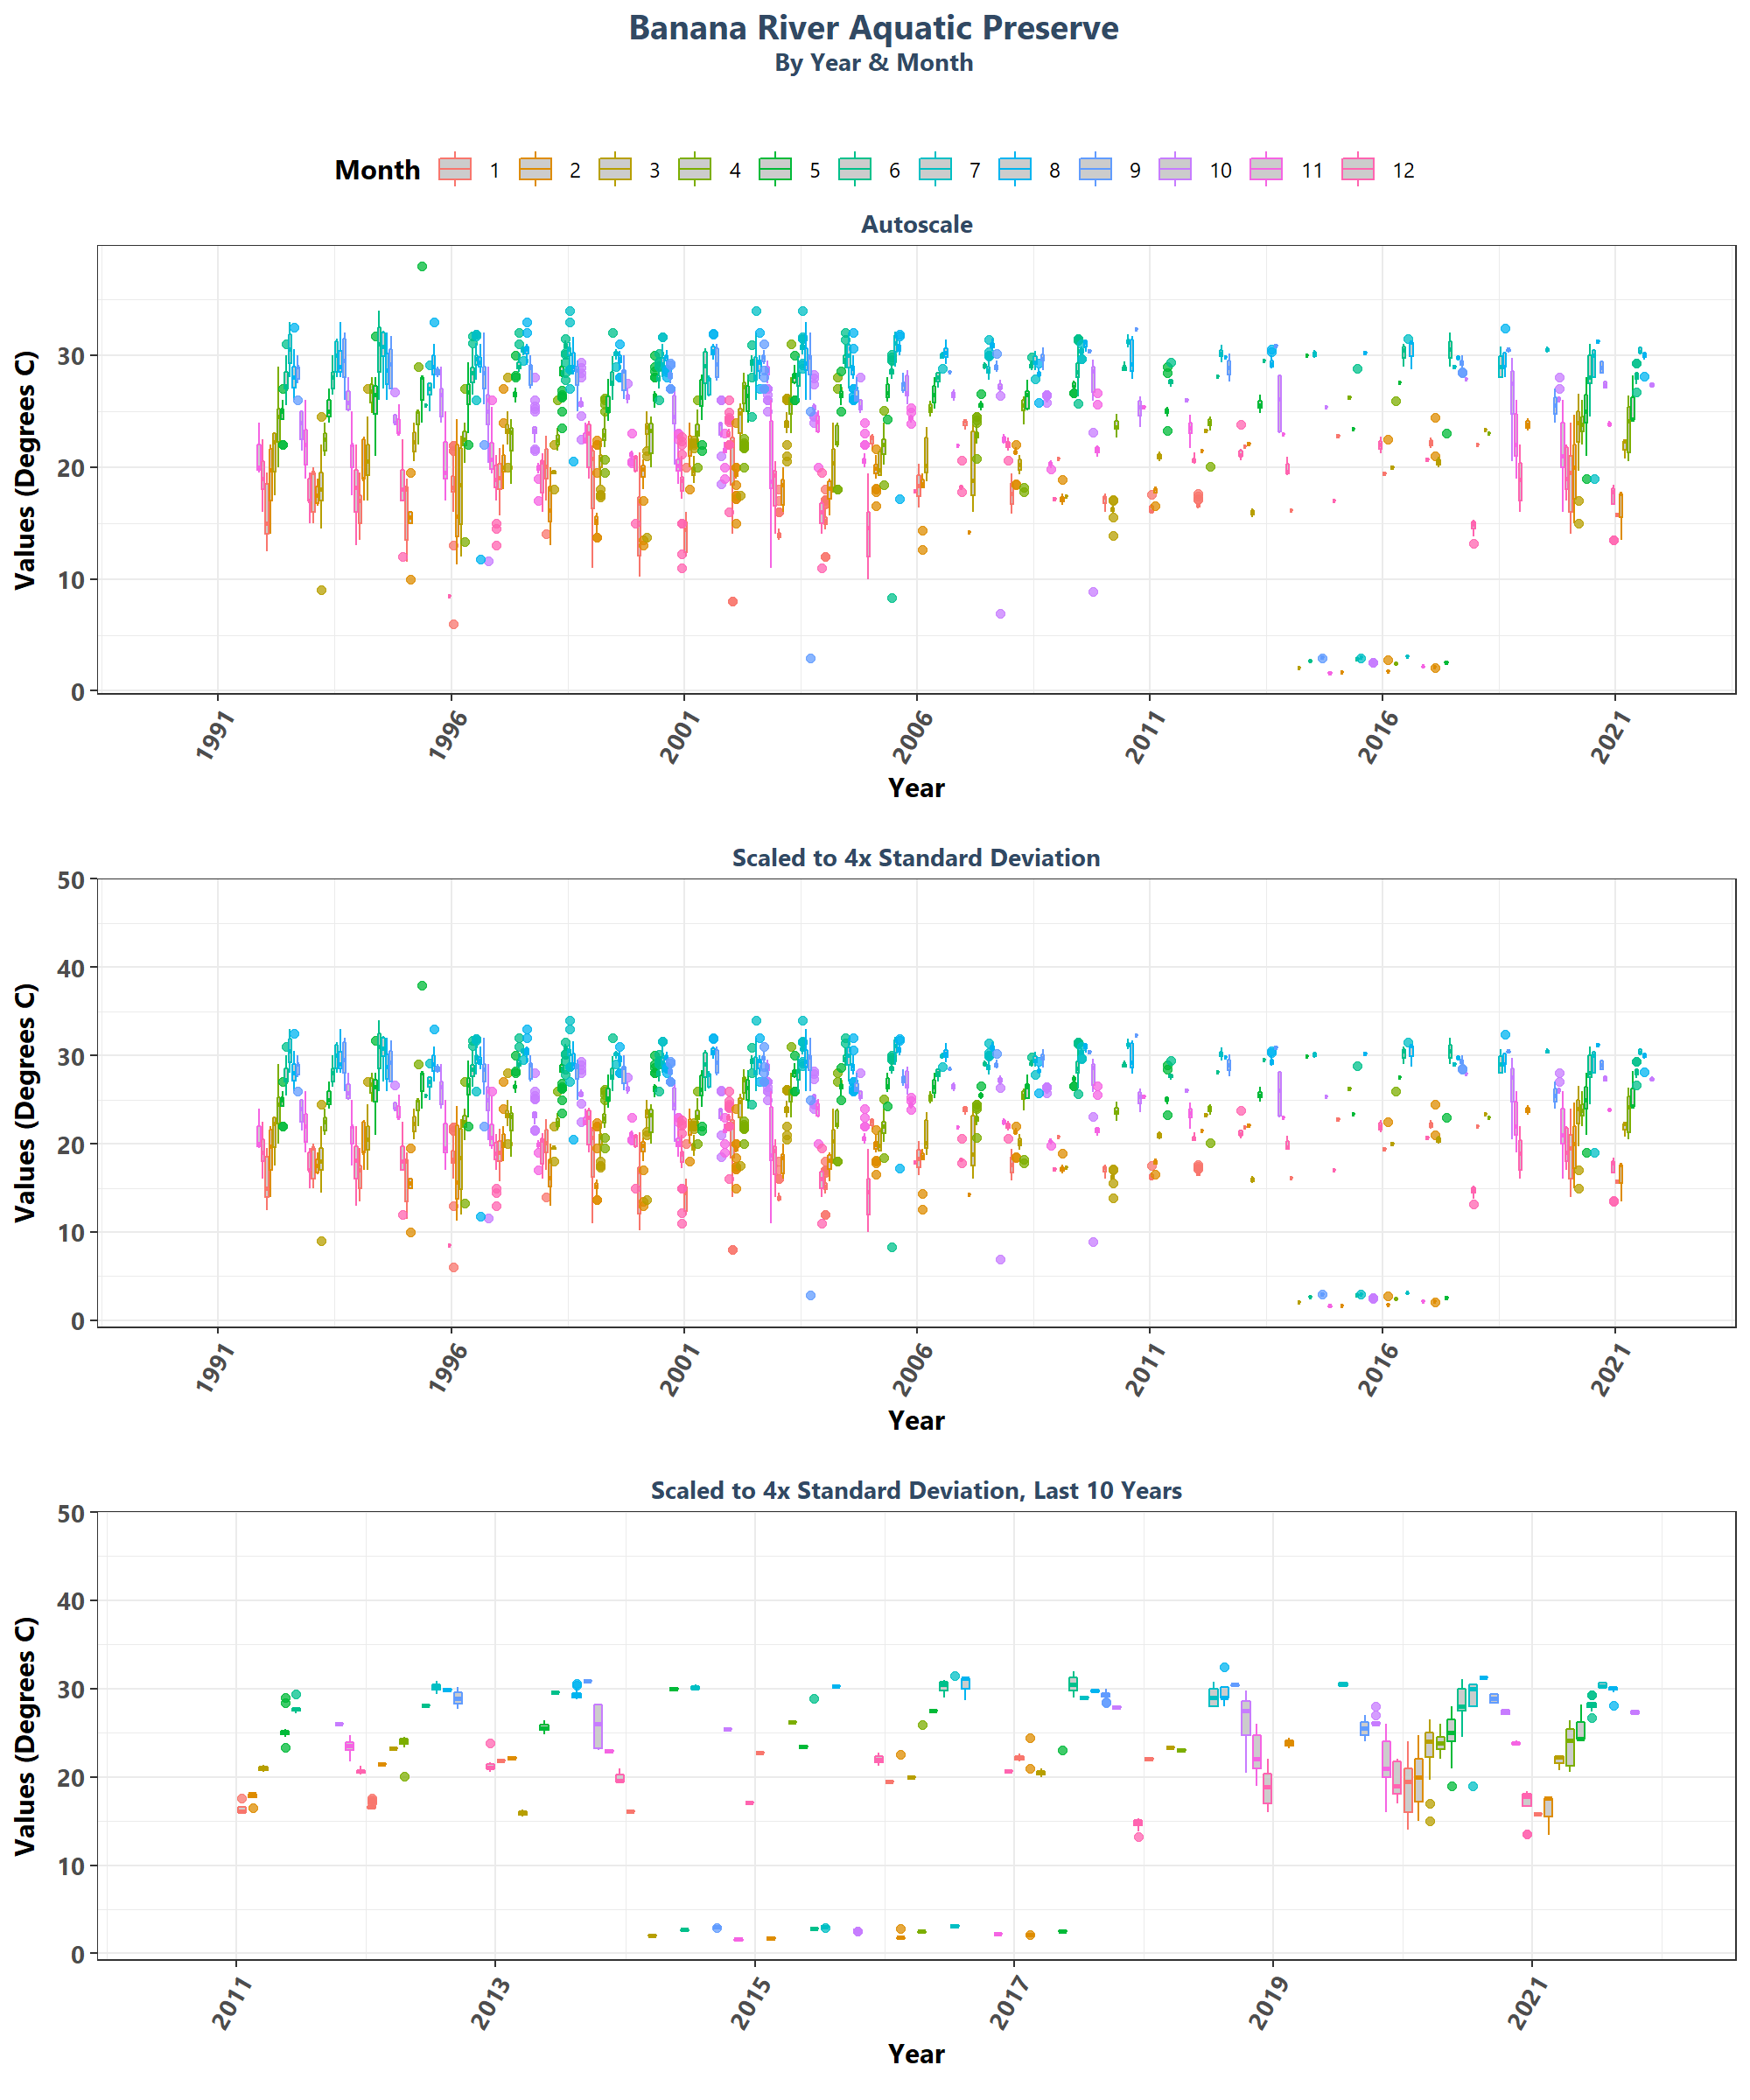 Banana River Aquatic Preserve
By Year & Month
Month 1 2 3 4 5 6 7 8 9 10 11 12
Autoscale
Values (Degrees C)
30
20
10
0
1991 1996 2001 2006 2011 2016 2021
Year
Scaled to 4x Standard Deviation
Values (Degrees C)
50
40
30
20
10
0
1991 1996 2001 2006 2011 2016 2021
Year
Scaled to 4x Standard Deviation, Last 10 Years
Values (Degrees C)
50
40
30
20
10
0
2011 2013 2015 2017 2019 2021
Year